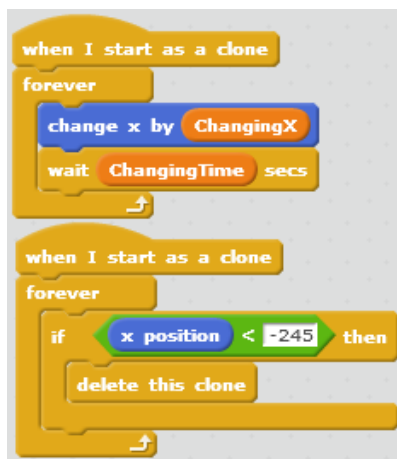 when I start as a clone
forever
change x by ChangingX
wait ChangingTime secs
when I start as a clone
forever
if x position < -245 then
delete this clone